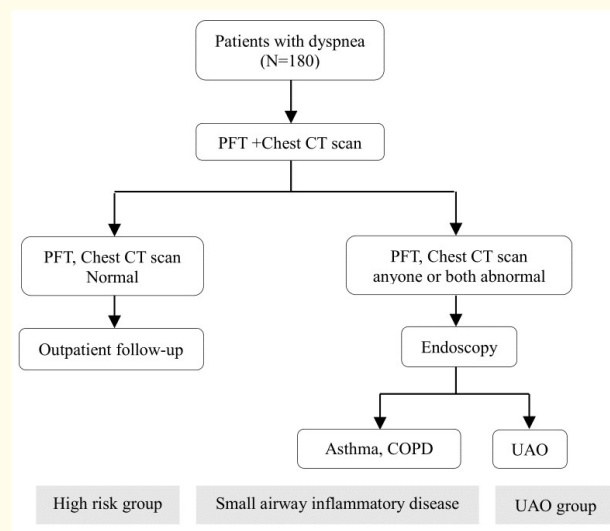 Patients with dyspnea
(N=180)
PFT +Chest CT scan
PFT, Chest CT scan
Normal
PFT, Chest CT scan
anyone or both abnormal
Outpatient follow-up
Endoscopy
Asthma, COPD
UAO
High risk group
Small airway inflammatory disease
UAO group